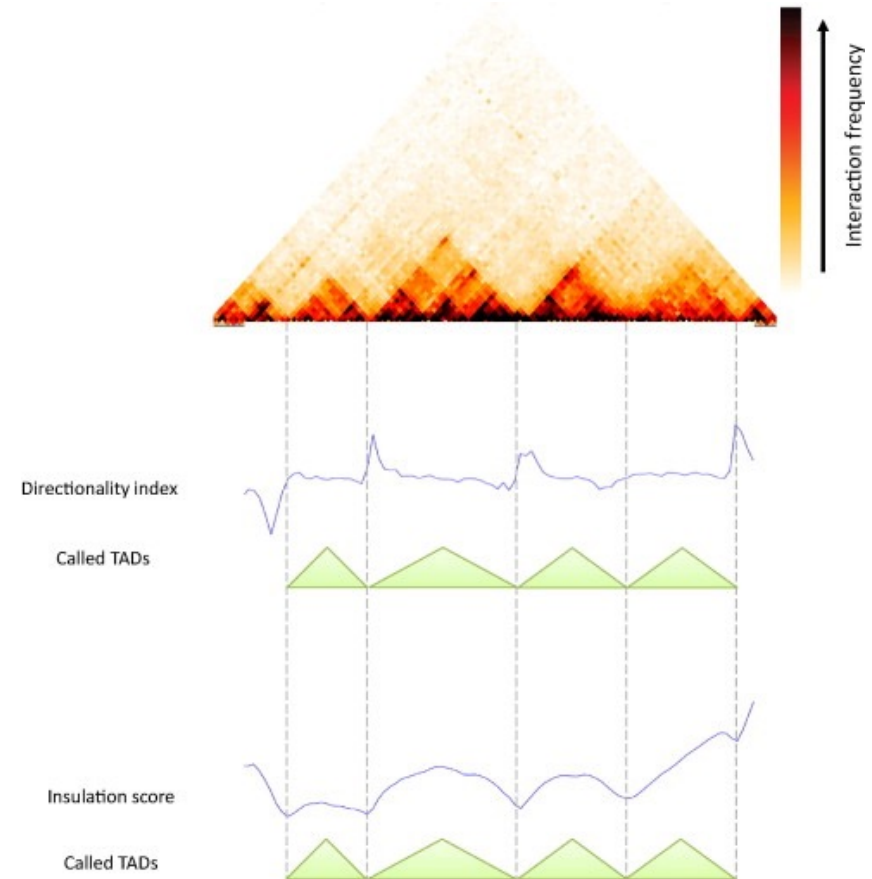 Interaction frequency
Directionality index
Called TADs
Insulation score
Called TADs